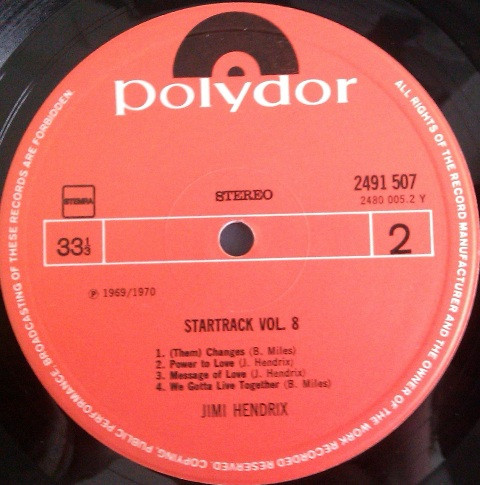 polydor
ALL RIGHTS OF THE RECORD MANUFACTURER AND THE OWNER OF THE WORK RECORDED RESERVED. COPYING, PUBLIC PERFORMANCE, BROADCASTING OF THESE RECORDS ARE FORBIDDEN.
2491 507
STEMRA
STEREO
2480 005.2 Y
33⅓
2
℗ 1969/1970
STARTRACK VOL. 8
1. (Them) Changes (B. Miles)
2. Power to Love (J. Hendrix)
3. Message of Love (J. Hendrix)
4. We Gotta Live Together (B. Miles)
JIMI HENDRIX